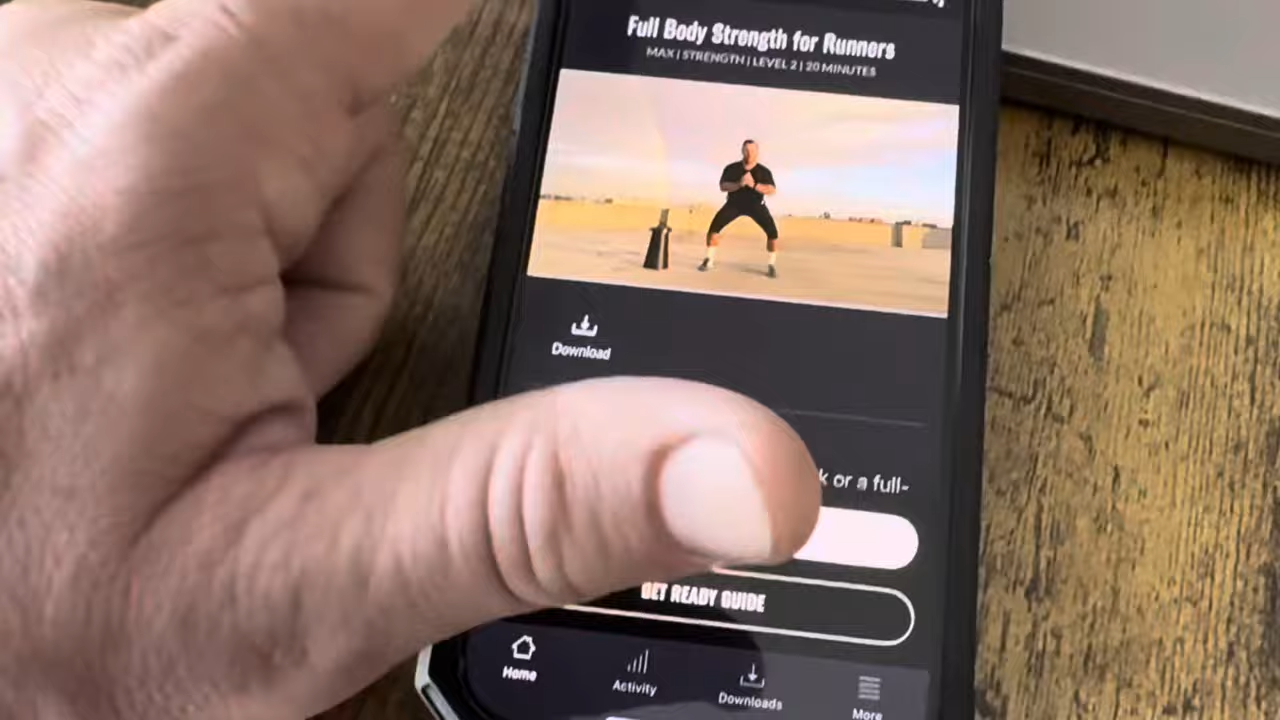 Full Body Strength for Runners
MAX | STRENGTH | LEVEL 2 | 20 MINUTES
Download
or a full-
GET READY GUIDE
Home
Activity
Downloads
More